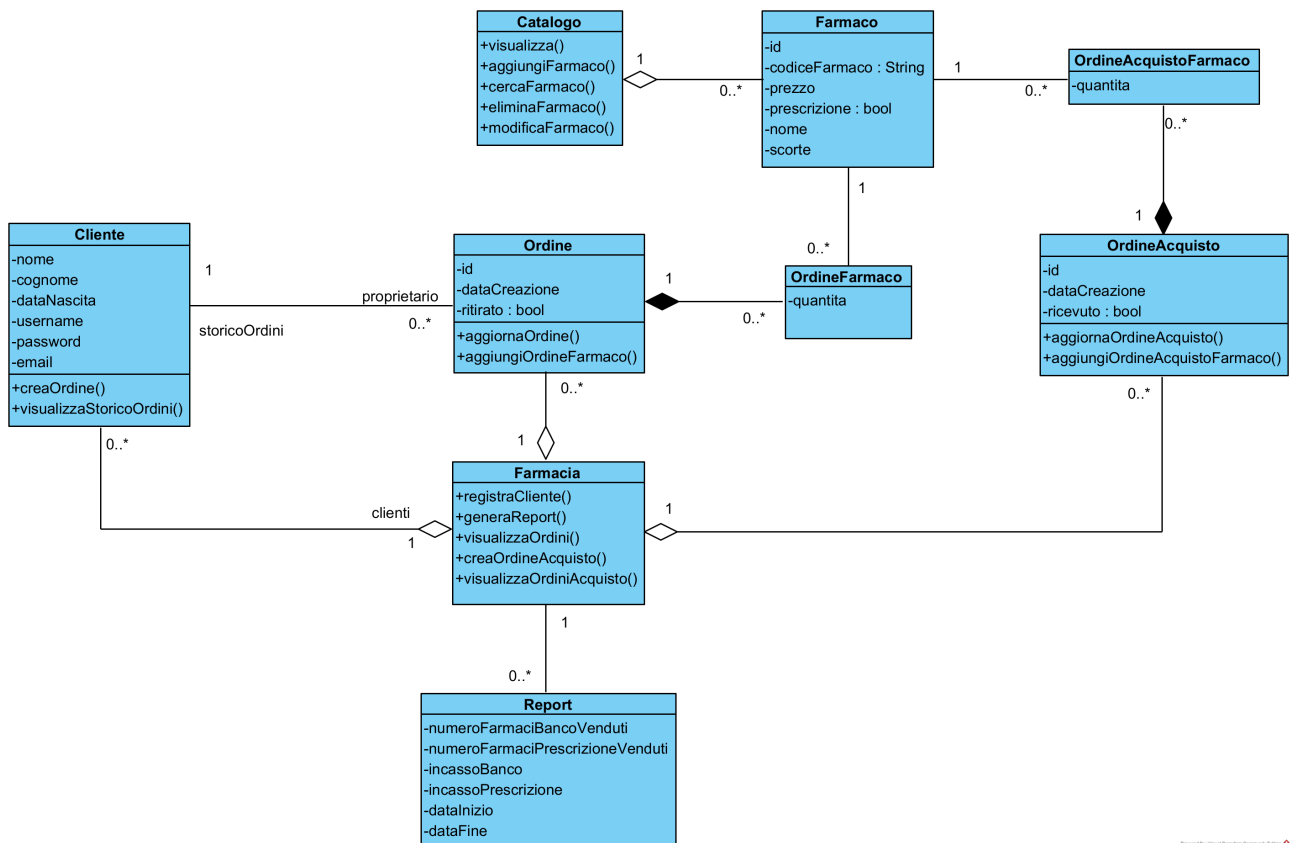 Catalogo
+visualizza()
+aggiungiFarmaco()
+cercaFarmaco()
+eliminaFarmaco()
+modificaFarmaco()
1
0..*
Farmaco
-id
-codiceFarmaco : String
-prezzo
-prescrizione : bool
-nome
-scorte
1
0..*
OrdineAcquistoFarmaco
-quantita
0..*
1
1
0..*
Cliente
-nome
-cognome
-dataNascita
-username
-password
-email
+creaOrdine()
+visualizzaStoricoOrdini()
1
storicoOrdini
proprietario
0..*
Ordine
-id
-dataCreazione
-ritirato : bool
+aggiornaOrdine()
+aggiungiOrdineFarmaco()
1
0..*
OrdineFarmaco
-quantita
OrdineAcquisto
-id
-dataCreazione
-ricevuto : bool
+aggiornaOrdineAcquisto()
+aggiungiOrdineAcquistoFarmaco()
0..*
0..*
1
0..*
clienti
1
Farmacia
+registraCliente()
+generaReport()
+visualizzaOrdini()
+creaOrdineAcquisto()
+visualizzaOrdiniAcquisto()
1
1
0..*
Report
-numeroFarmaciBancoVenduti
-numeroFarmaciPrescrizioneVenduti
-incassoBanco
-incassoPrescrizione
-dataInizio
-dataFine